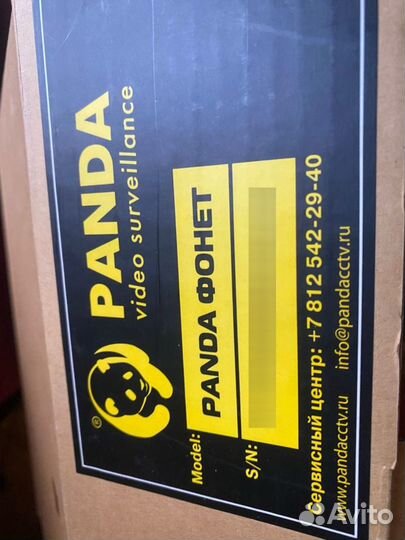 ®
PANDA
video surveillance
Model: PANDA ФОНЕТ
S/N:
Сервисный центр: +7 812 542-29-40
www.pandacctv.ru info@pandacctv.ru
Avito